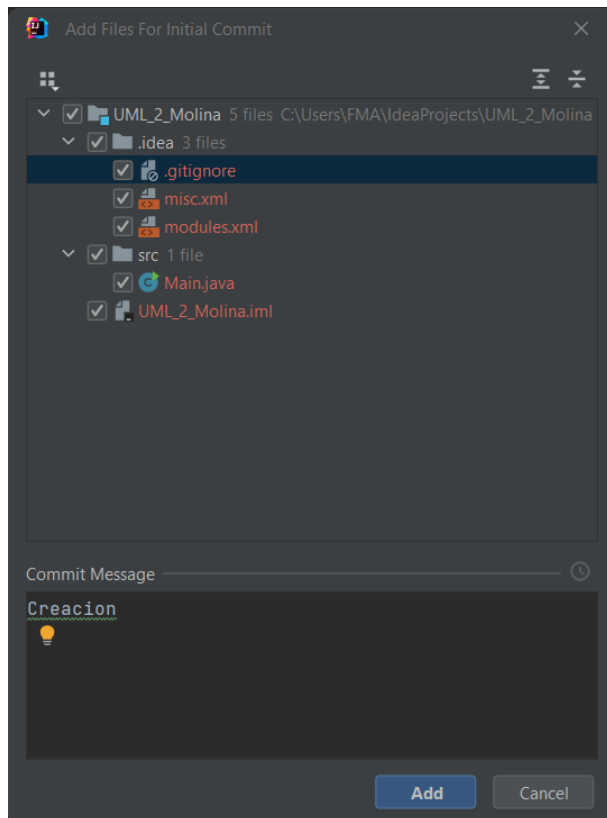 Add Files For Initial Commit
UML_2_Molina 5 files C:\Users\FMA\IdeaProjects\UML_2_Molina
.idea 3 files
.gitignore
misc.xml
modules.xml
src 1 file
Main.java
UML_2_Molina.iml
Commit Message
Creacion
Add Cancel